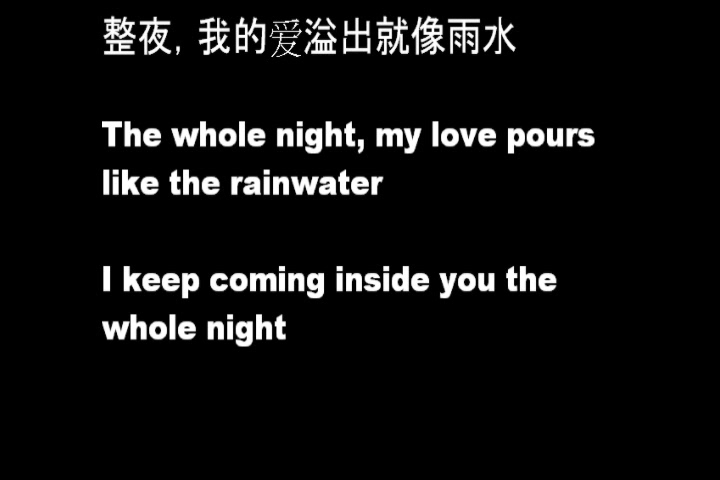 整夜, 我的爱溢出就像雨水
The whole night, my love pours
like the rainwater
I keep coming inside you the
whole night